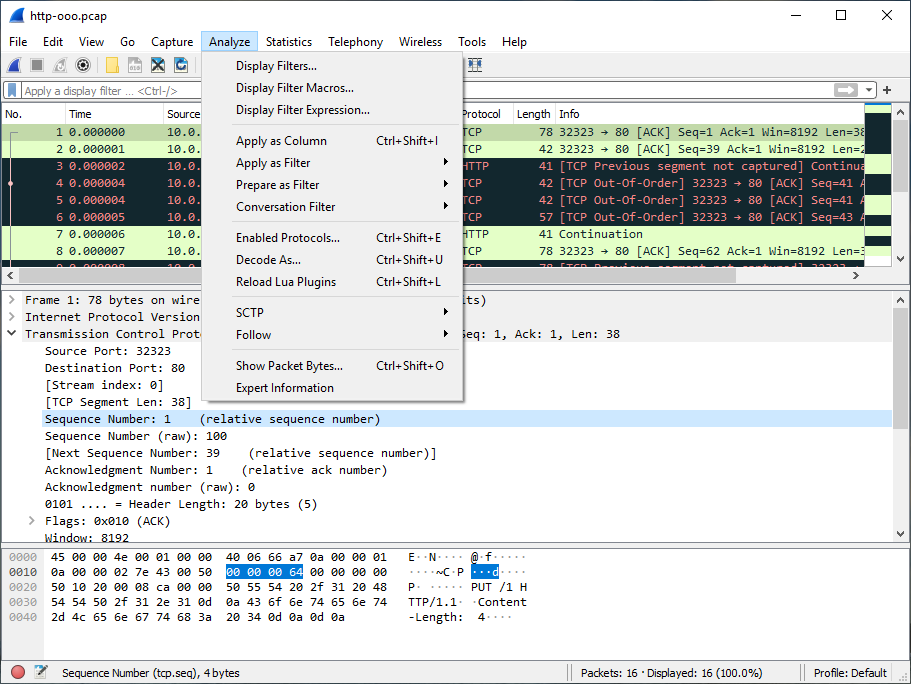 http-ooo.pcap
File Edit View Go Capture Analyze Statistics Telephony Wireless Tools Help
Apply a display filter ... <Ctrl-/>
Display Filters...
Display Filter Macros...
Display Filter Expression...
Apply as Column Ctrl+Shift+I
Apply as Filter
Prepare as Filter
Conversation Filter
Enabled Protocols... Ctrl+Shift+E
Decode As... Ctrl+Shift+U
Reload Lua Plugins Ctrl+Shift+L
SCTP
Follow
Show Packet Bytes... Ctrl+Shift+O
Expert Information
No. Time Source Protocol Length Info
1 0.000000 10.0. TCP 78 32323 → 80 [ACK] Seq=1 Ack=1 Win=8192 Len=38
2 0.000001 10.0. TCP 42 32323 → 80 [ACK] Seq=39 Ack=1 Win=8192 Len=2
3 0.000002 10.0. HTTP 41 [TCP Previous segment not captured] Continua
4 0.000004 10.0. TCP 42 [TCP Out-Of-Order] 32323 → 80 [ACK] Seq=41 A
5 0.000004 10.0. TCP 42 [TCP Out-Of-Order] 32323 → 80 [ACK] Seq=41 A
6 0.000005 10.0. TCP 57 [TCP Out-Of-Order] 32323 → 80 [ACK] Seq=43 A
7 0.000006 10.0. HTTP 41 Continuation
8 0.000007 10.0. TCP 78 32323 → 80 [ACK] Seq=62 Ack=1 Win=8192 Len=3
Frame 1: 78 bytes on wire its)
Internet Protocol Version
Transmission Control Proto Seq: 1, Ack: 1, Len: 38
Source Port: 32323
Destination Port: 80
[Stream index: 0]
[TCP Segment Len: 38]
Sequence Number: 1 (relative sequence number)
Sequence Number (raw): 100
[Next Sequence Number: 39 (relative sequence number)]
Acknowledgment Number: 1 (relative ack number)
Acknowledgment number (raw): 0
0101 .... = Header Length: 20 bytes (5)
Flags: 0x010 (ACK)
Window: 8192
0000 45 00 00 4e 00 01 00 00 40 06 66 a7 0a 00 00 01 E··N···· @·f·····
0010 0a 00 00 02 7e 43 00 50 00 00 00 64 00 00 00 00 ····~C·P ···d····
0020 50 10 20 00 08 ca 00 00 50 55 54 20 2f 31 20 48 P· ····· PUT /1 H
0030 54 54 50 2f 31 2e 31 0d 0a 43 6f 6e 74 65 6e 74 TTP/1.1· ·Content
0040 2d 4c 65 6e 67 74 68 3a 20 34 0d 0a 0d 0a -Length: 4····
Sequence Number (tcp.seq), 4 bytes Packets: 16 · Displayed: 16 (100.0%) Profile: Default